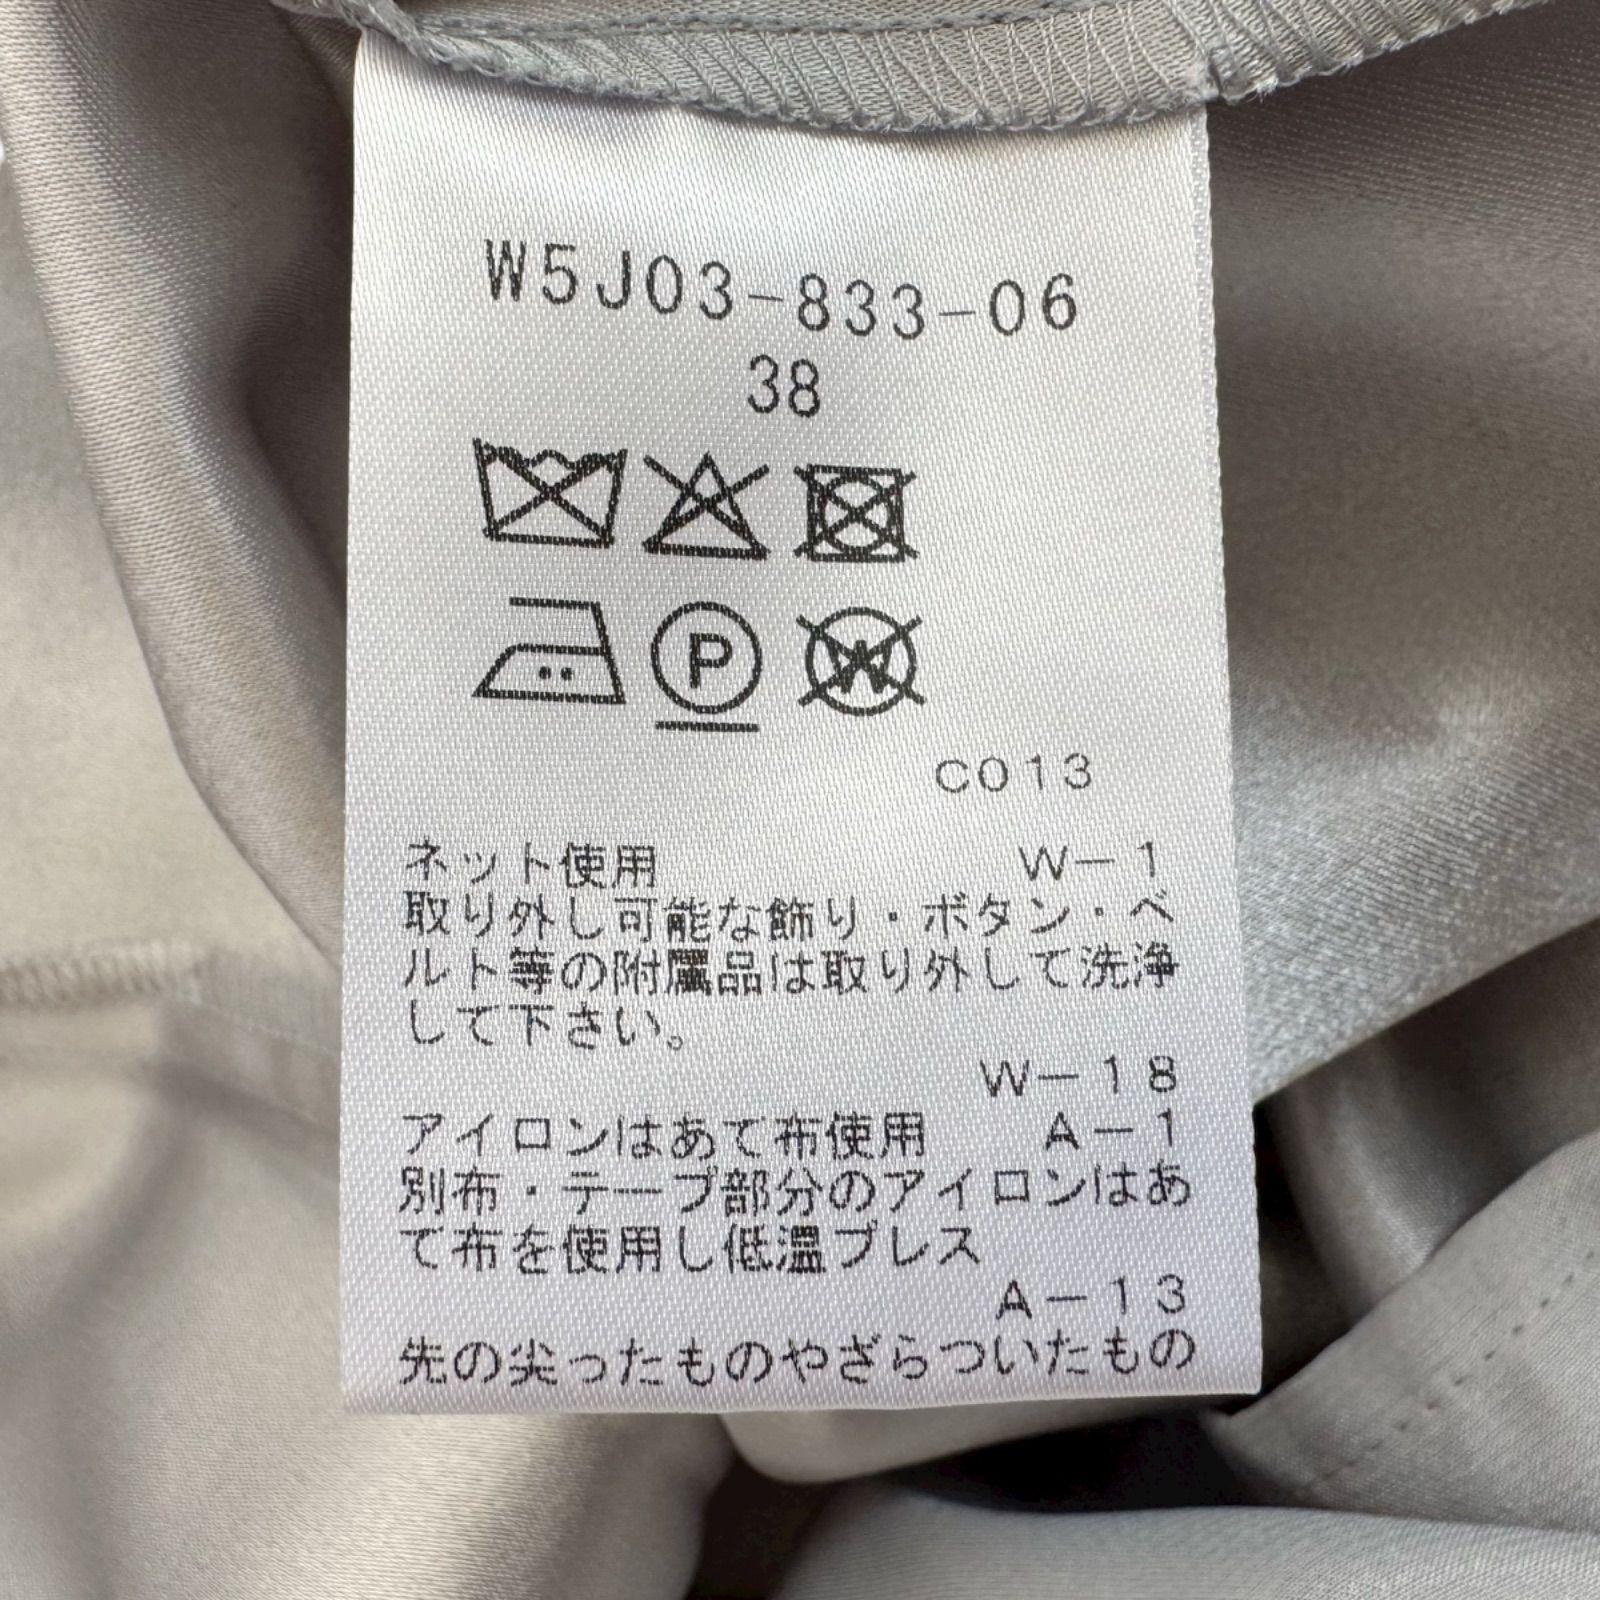 W5J03-833-06
38
P W
C013
ネット使用 W-1
取り外し可能な飾り・ボタン・ベ
ルト等の附属品は取り外して洗浄
して下さい。
W-18
アイロンはあて布使用 A-1
別布・テープ部分のアイロンはあ
て布を使用し低温プレス
A-13
先の尖ったものやざらついたもの